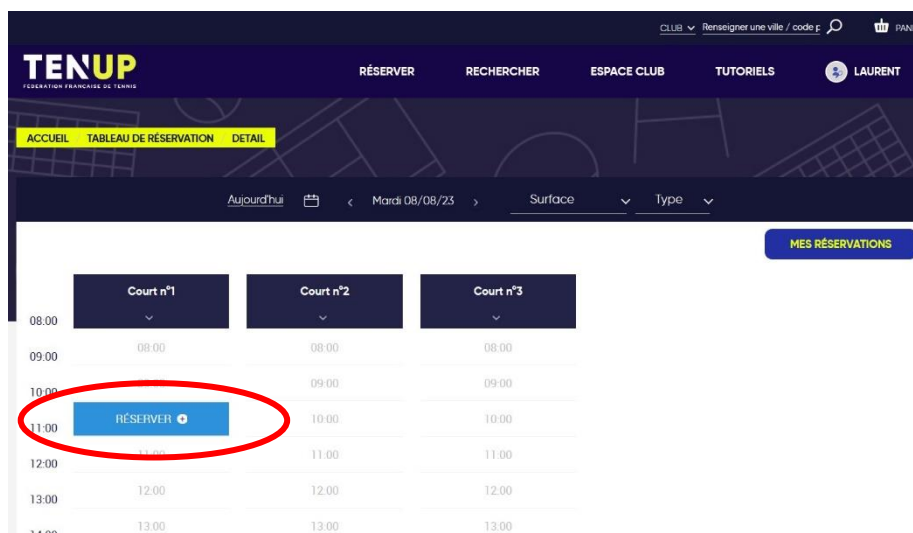 CLUB Renseigner une ville / code p PAN
TENUP
FEDERATION FRANCAISE DE TENNIS
RÉSERVER RECHERCHER ESPACE CLUB TUTORIELS LAURENT
ACCUEIL TABLEAU DE RÉSERVATION DETAIL
Aujourd'hui < Mardi 08/08/23 > Surface Type
MES RÉSERVATIONS
Court n°1 Court n°2 Court n°3
08:00
08:00 08:00 08:00
09:00
09:00 09:00
10:00
RÉSERVER 10:00 10:00
11:00
11:00 11:00 11:00
12:00
12:00 12:00 12:00
13:00
13:00 13:00 13:00